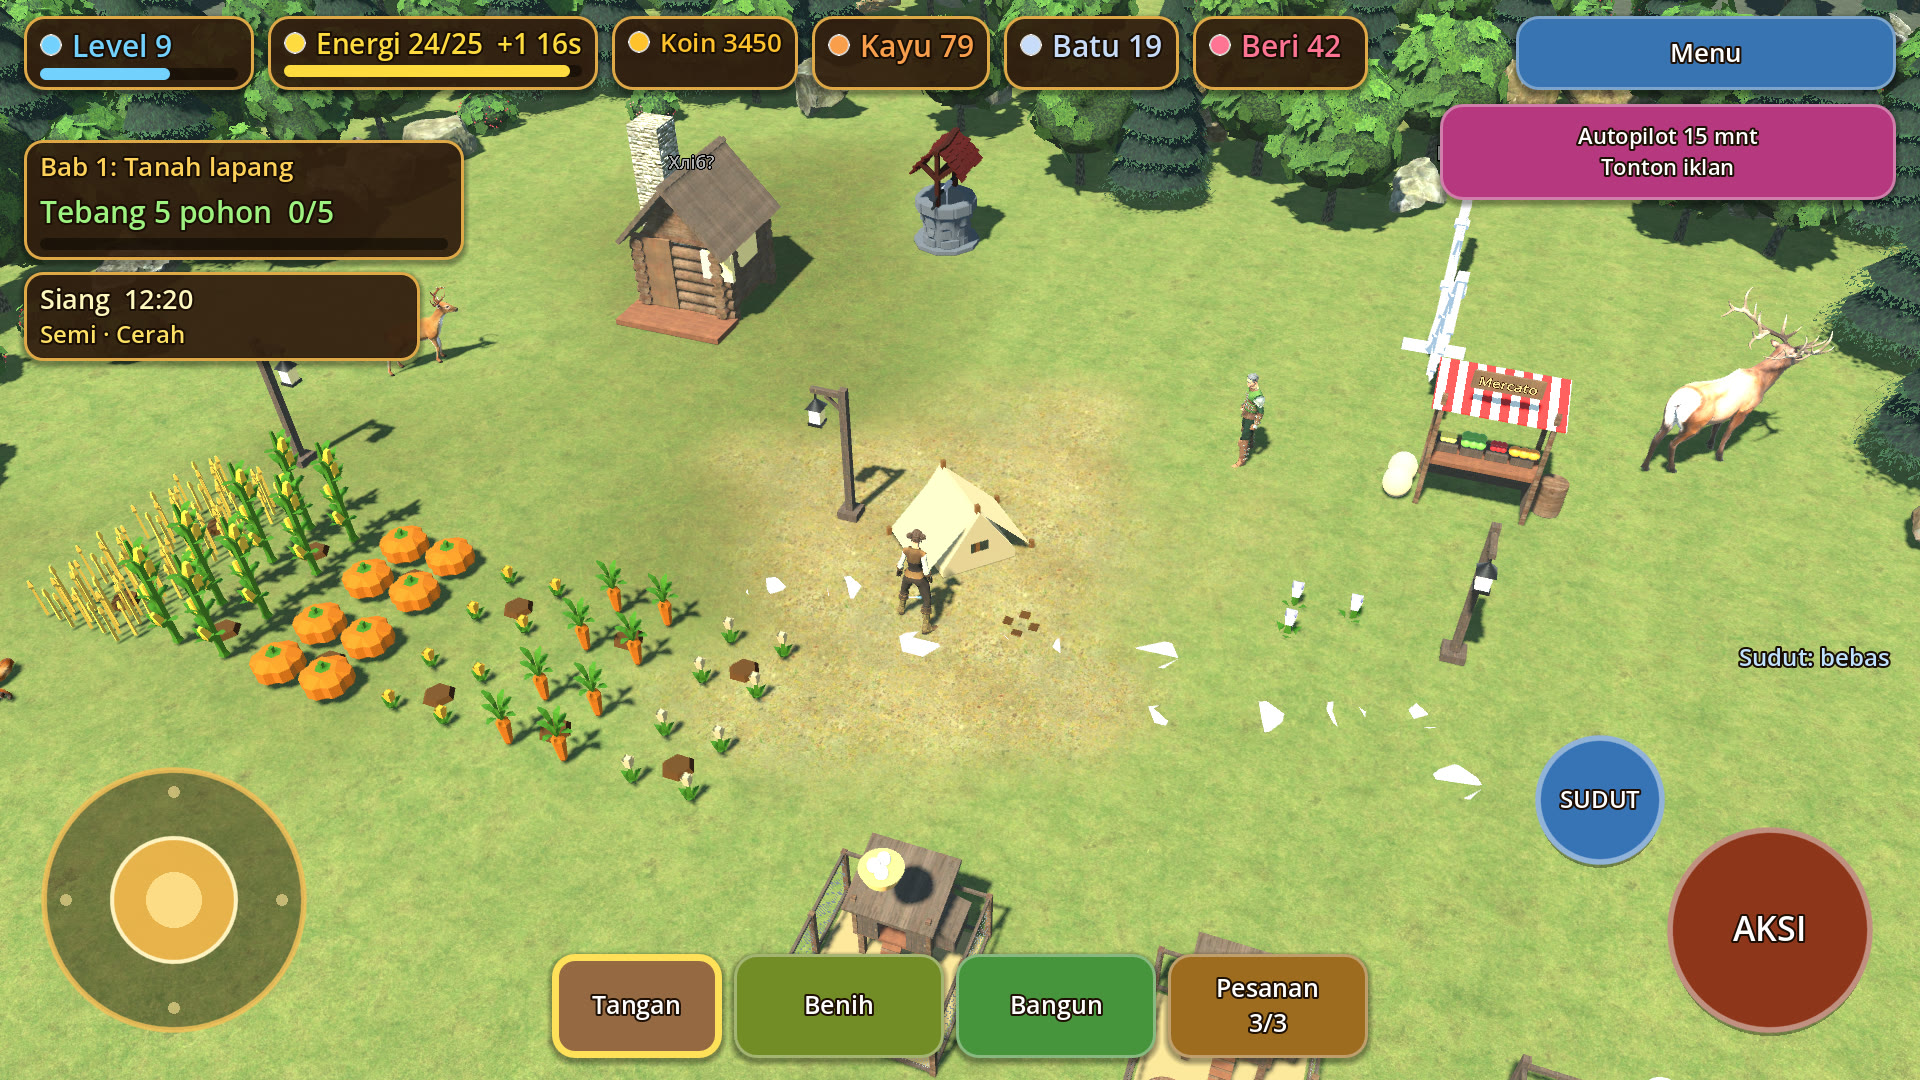 Level 9
Energi 24/25 +1 16s
Koin 3450
Kayu 79
Batu 19
Beri 42
Menu
Autopilot 15 mnt
Tonton iklan
Bab 1: Tanah lapang
Tebang 5 pohon 0/5
Siang 12:20
Semi · Cerah
Хліб?
Mercato
Sudut: bebas
SUDUT
AKSI
Tangan
Benih
Bangun
Pesanan
3/3